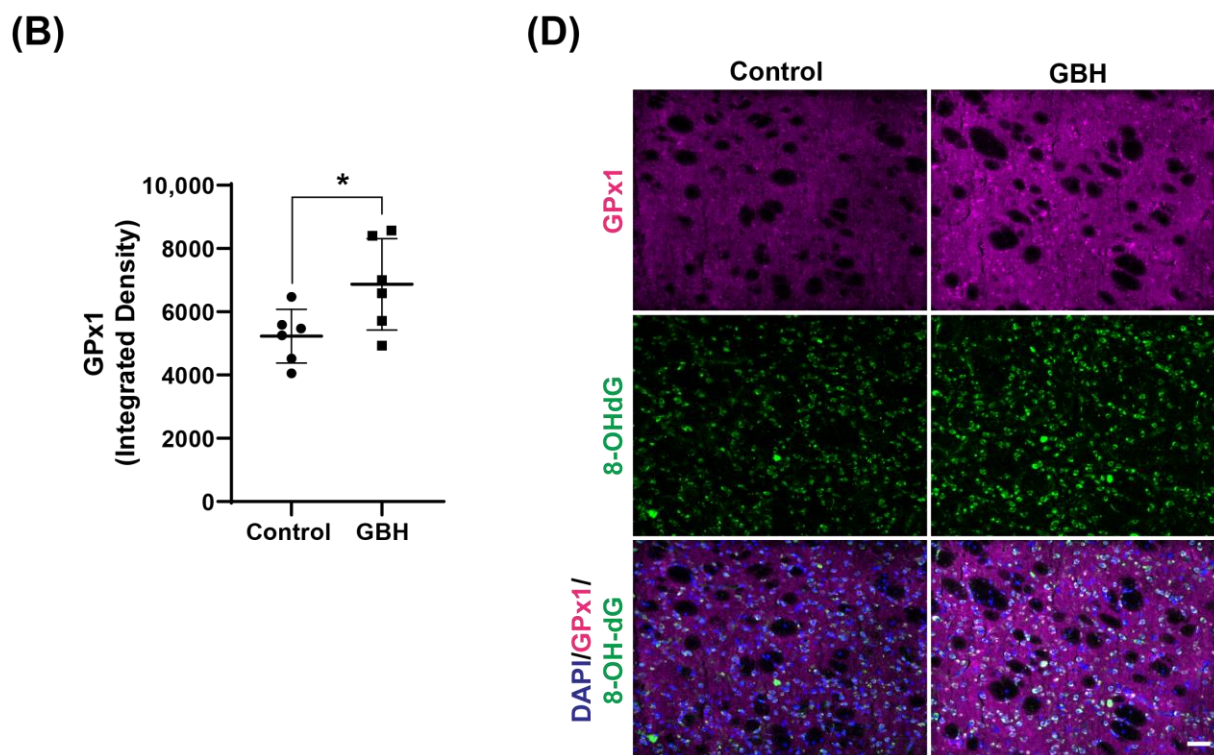 (B)
(D)
Control
GBH
GPx1
8-OHdG
DAPI/GPx1/
8-OH-dG
GPx1
(Integrated Density)
10,000
8000
6000
4000
2000
0
*
Control
GBH